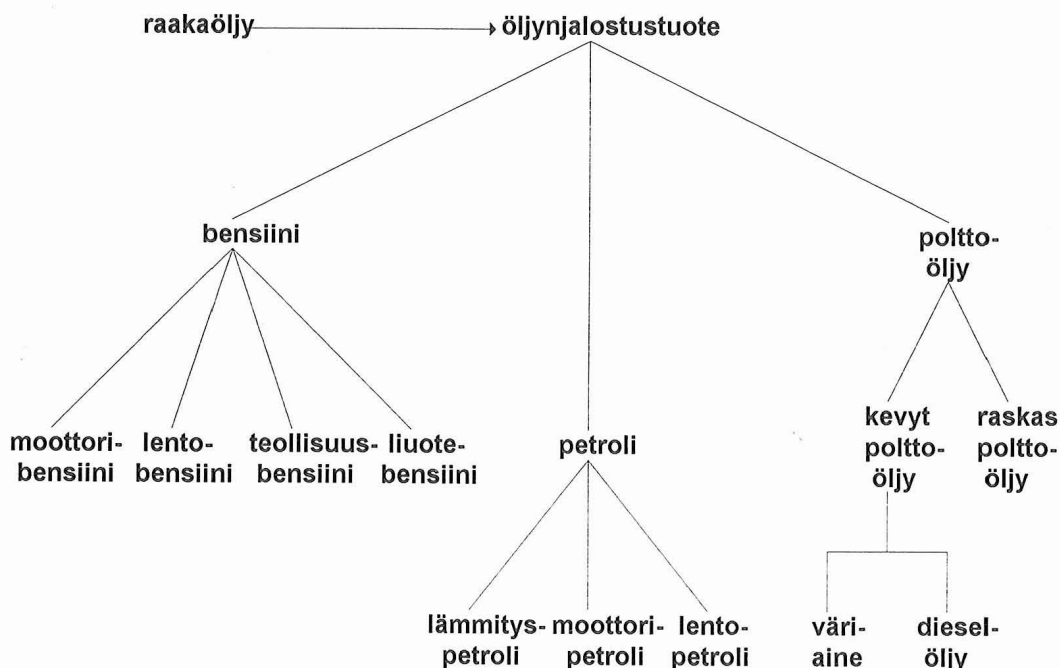 raakaöljy öljynjalostustuote
bensiini
poltto-
öljy
moottori-
bensiini
lento-
bensiini
teollisuus-
bensiini
liuote-
bensiini
petroli
kevyt
poltto-
öljy
raskas
poltto-
öljy
lämmitys-
petroli
moottori-
petroli
lento-
petroli
väri-
aine
diesel-
öljy